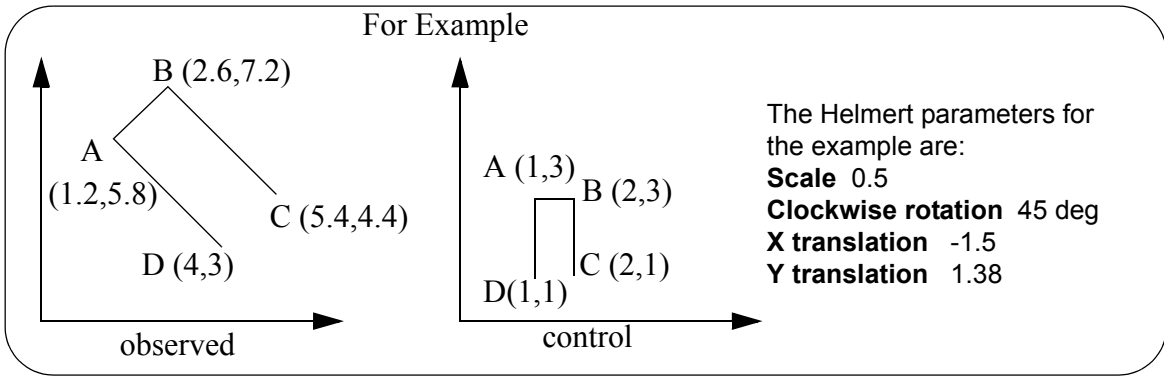 For Example
B (2.6,7.2)
A
(1.2,5.8)
C (5.4,4.4)
D (4,3)
observed
A (1,3)
B (2,3)
C (2,1)
D(1,1)
control
The Helmert parameters for
the example are:
Scale 0.5
Clockwise rotation 45 deg
X translation -1.5
Y translation 1.38